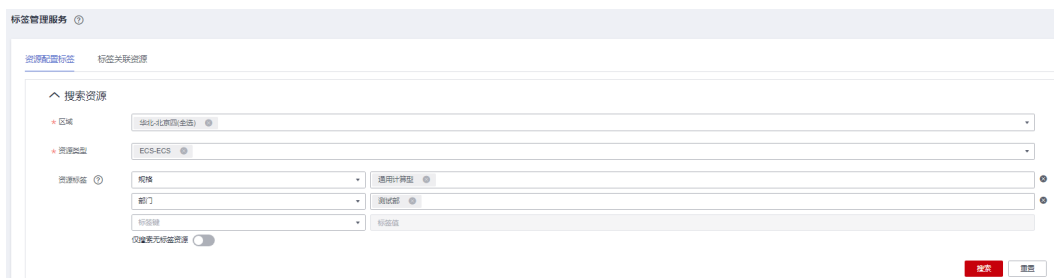 标签管理服务 ?
资源配置标签 标签关联资源
搜索资源
* 区域 华北-北京四(全选)
* 资源类型 ECS-ECS
资源标签 ? 规格 通用计算型
部门 测试部
标签键 标签值
仅搜索无标签资源
搜索 重置